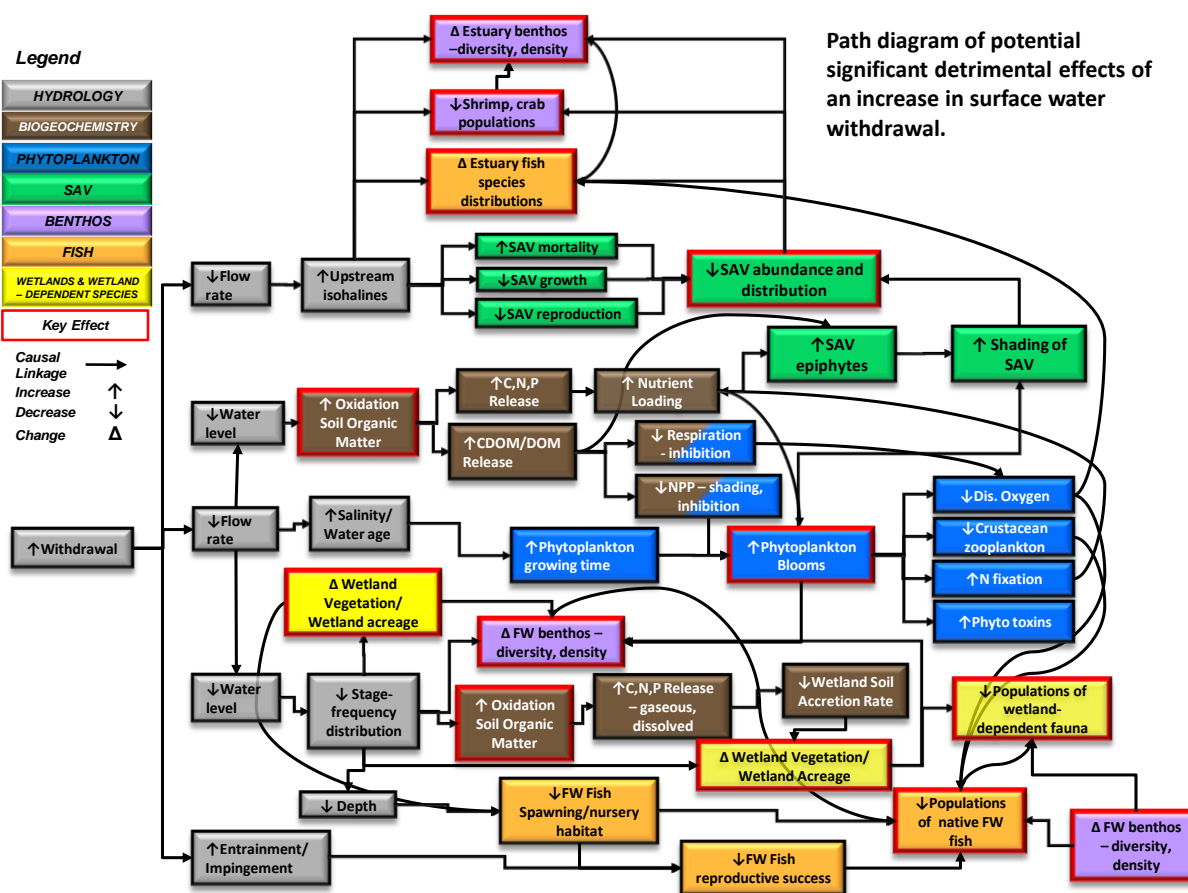 Path diagram of potential
significant detrimental effects of
an increase in surface water
withdrawal.
Legend
HYDROLOGY
BIOGEOCHEMISTRY
PHYTOPLANKTON
SAV
BENTHOS
FISH
WETLANDS & WETLAND
– DEPENDENT SPECIES
Key Effect
Causal
Linkage
Increase ↑
Decrease ↓
Change Δ
Δ Estuary benthos
–diversity, density
↓Shrimp, crab
populations
Δ Estuary fish
species
distributions
↓Flow
rate
↑Upstream
isohalines
↑SAV mortality
↓SAV growth
↓SAV reproduction
↓SAV abundance and
distribution
↑SAV
epiphytes
↑ Shading of
SAV
↓Water
level
↑ Oxidation
Soil Organic
Matter
↑C,N,P
Release
↑ Nutrient
Loading
↑CDOM/DOM
Release
↓ Respiration
- inhibition
↓NPP – shading,
inhibition
↑Withdrawal
↓Flow
rate
↑Salinity/
Water age
↑Phytoplankton
growing time
↑Phytoplankton
Blooms
↓Dis. Oxygen
↓Crustacean
zooplankton
↑N fixation
↑Phyto toxins
Δ Wetland
Vegetation/
Wetland acreage
Δ FW benthos –
diversity, density
↓Water
level
↓ Stage-
frequency
distribution
↑ Oxidation
Soil Organic
Matter
↑C,N,P Release
– gaseous,
dissolved
↓Wetland Soil
Accretion Rate
↓Populations of
wetland-
dependent fauna
Δ Wetland Vegetation/
Wetland Acreage
↓ Depth
↓FW Fish
Spawning/nursery
habitat
↓Populations
of native FW
fish
Δ FW benthos
– diversity,
density
↑Entrainment/
Impingement
↓FW Fish
reproductive success